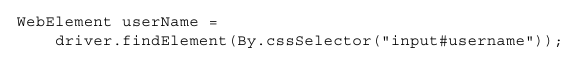 WebElement userName =
    driver.findElement(By.cssSelector("input#username"));